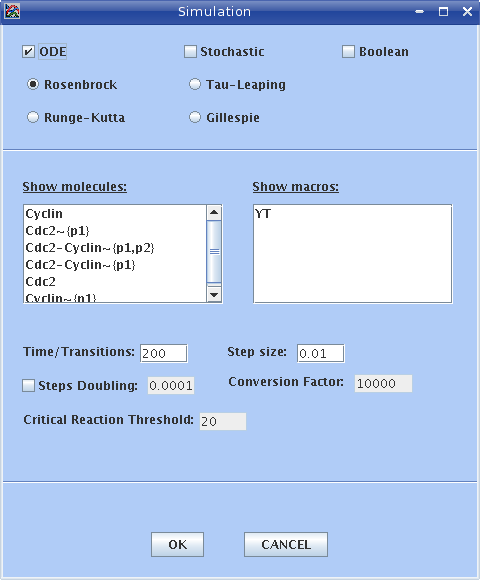 Simulation
ODE Stochastic Boolean
Rosenbrock Tau-Leaping
Runge-Kutta Gillespie
Show molecules: Show macros:
Cyclin YT
Cdc2~{p1}
Cdc2-Cyclin~{p1,p2}
Cdc2-Cyclin~{p1}
Cdc2
Cyclin~{p1}
Time/Transitions: 200 Step size: 0.01
Steps Doubling: 0.0001 Conversion Factor: 10000
Critical Reaction Threshold: 20
OK CANCEL